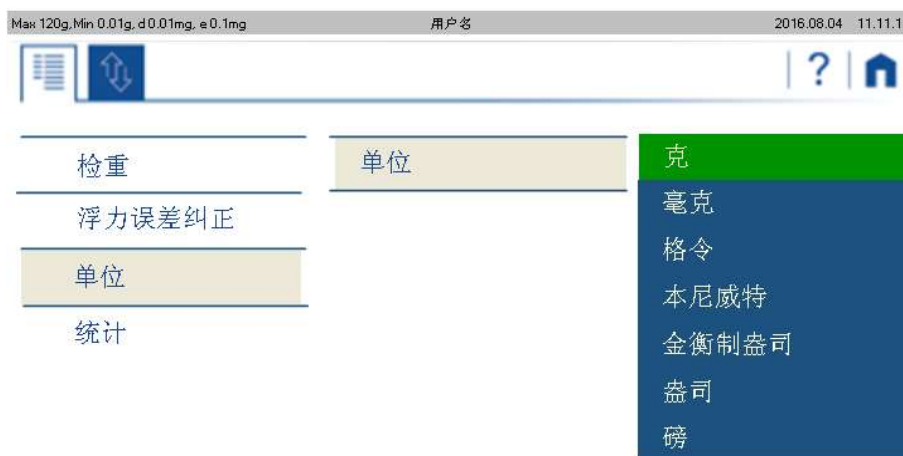 Max 120g, Min 0.01g, d 0.01mg, e 0.1mg 用户名 2016.08.04 11.11.1
?
检重
浮力误差纠正
单位
统计
单位
克
毫克
格令
本尼威特
金衡制盎司
盎司
磅